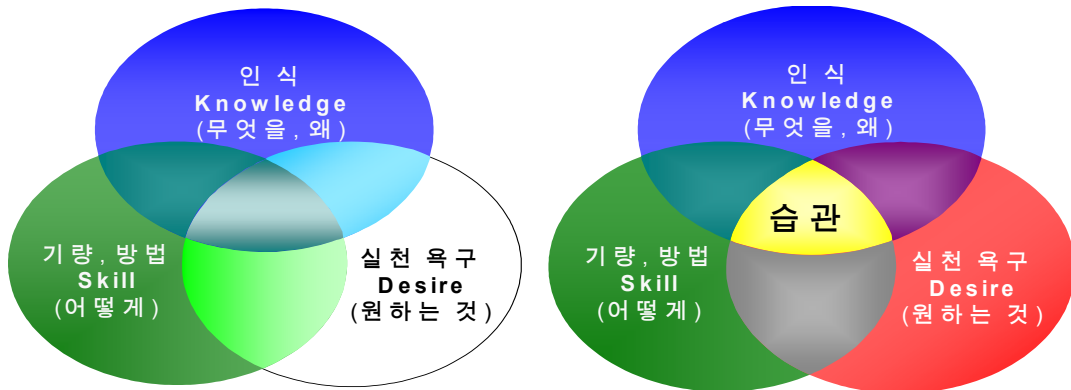 인 식
Knowledge
(무엇을, 왜)
기량, 방법
Skill
(어떻게)
실천 욕구
Desire
(원하는 것)
인 식
Knowledge
(무엇을, 왜)
습관
기량, 방법
Skill
(어떻게)
실천 욕구
Desire
(원하는 것)